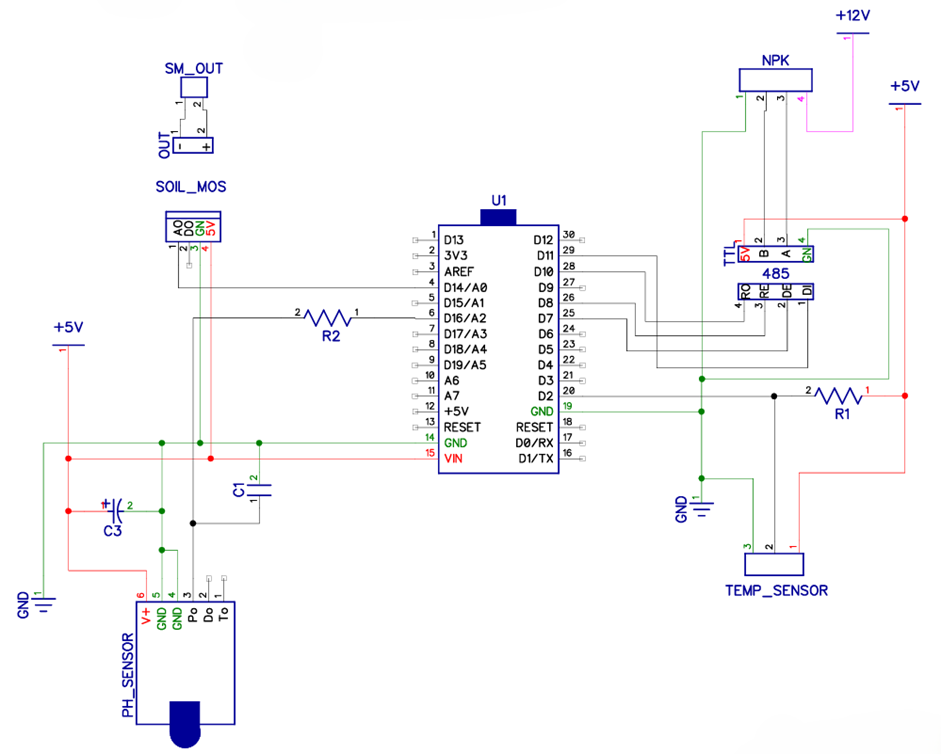 +12V
1
NPK
1 2 3 4
+5V
1
SM_OUT
1 2
1 2
OUT
- +
SOIL_MOS
AO DO GN 5V
1 2 3 4
U1
1 D13 D12 30
2 3V3 D11 29
3 AREF D10 28
4 D14/A0 D9 27
5 D15/A1 D8 26
6 D16/A2 D7 25
7 D17/A3 D6 24
8 D18/A4 D5 23
9 D19/A5 D4 22
10 A6 D3 21
11 A7 D2 20
12 +5V GND 19
13 RESET RESET 18
14 GND D0/RX 17
15 VIN D1/TX 16
1 2 3 4
TTL
5V B A GN
485
RO RE DE DI
4 3 2 1
2 1
R2
+5V
1
2 1
R1
C1
2
1
+
1 2
C3
GND
1
GND
1
3 2 1
TEMP_SENSOR
6 5 4 3 2 1
V+ GND GND Po Do To
PH_SENSOR